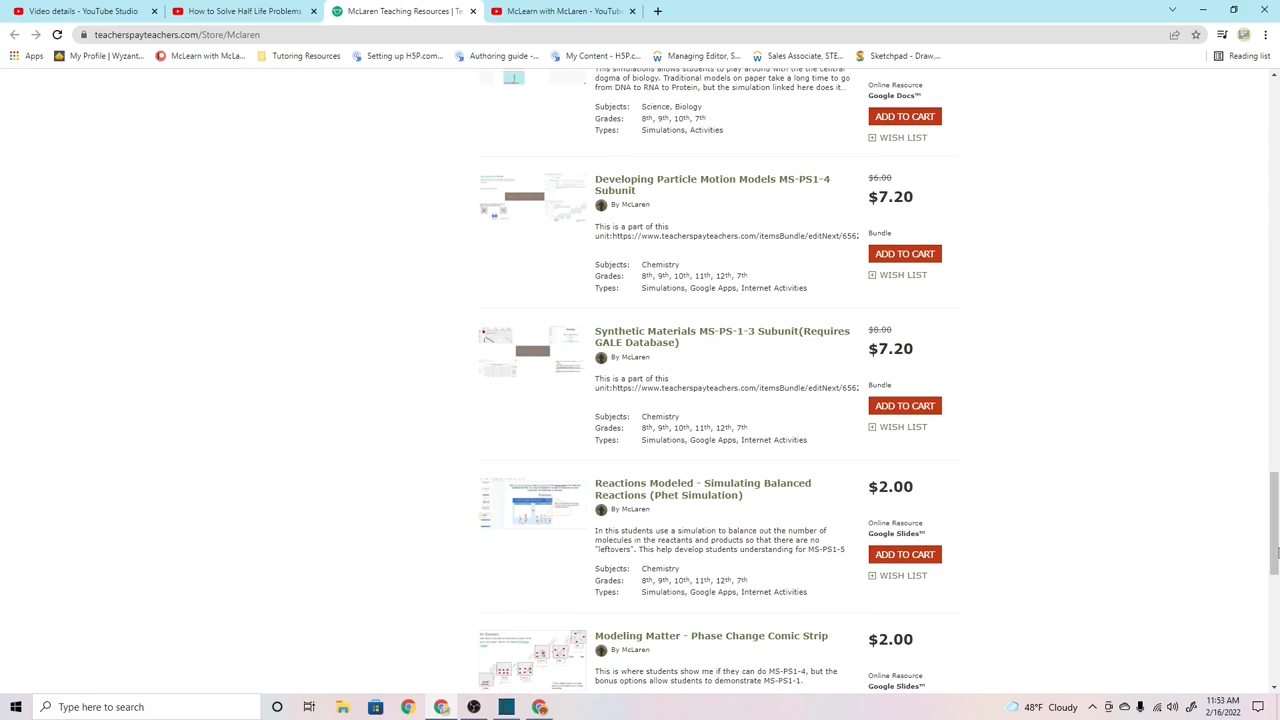 Video details - YouTube Studio
How to Solve Half Life Problems
McLaren Teaching Resources | Te
McLaren McLaren - YouTube
teacherspayteachers.com/Store/Mclaren
Apps
My Profile | Wyzant...
McLearn with McLa...
Tutoring Resources
Setting up H5P.com...
Authoring guide -...
My Content - H5P.c...
Managing Editor, S...
Sales Associate, STE...
Sketchpad - Draw,...
Reading list
This simulations allows students to play around with the the central
dogma of biology. Traditional models on paper take a long time to go
from DNA to RNA to Protein, but the simulation linked here does it...
Subjects: Science, Biology
Grades: 8th, 9th, 10th, 7th
Types: Simulations, Activities
Online Resource
Google Docs™
ADD TO CART
WISH LIST
Developing Particle Motion Models MS-PS1-4
Subunit
By McLaren
This is a part of this
unit:https://www.teacherspayteachers.com/itemsBundle/editNext/6562
Subjects: Chemistry
Grades: 8th, 9th, 10th, 11th, 12th, 7th
Types: Simulations, Google Apps, Internet Activities
$6.00
$7.20
Bundle
ADD TO CART
WISH LIST
Synthetic Materials MS-PS-1-3 Subunit(Requires
GALE Database)
By McLaren
This is a part of this
unit:https://www.teacherspayteachers.com/itemsBundle/editNext/6562
Subjects: Chemistry
Grades: 8th, 9th, 10th, 11th, 12th, 7th
Types: Simulations, Google Apps, Internet Activities
$8.00
$7.20
Bundle
ADD TO CART
WISH LIST
Reactions Modeled - Simulating Balanced
Reactions (Phet Simulation)
By McLaren
In this students use a simulation to balance out the number of
molecules in the reactants and products so that there are no
"leftovers". This help develop students understanding for MS-PS1-5
Subjects: Chemistry
Grades: 8th, 9th, 10th, 11th, 12th, 7th
Types: Simulations, Google Apps, Internet Activities
$2.00
Online Resource
Google Slides™
ADD TO CART
WISH LIST
Modeling Matter - Phase Change Comic Strip
By McLaren
This is where students show me if they can do MS-PS1-4, but the
bonus options allow students to demonstrate MS-PS1-1.
$2.00
Online Resource
Google Slides™
Type here to search
48°F Cloudy
11:53 AM
2/16/2022